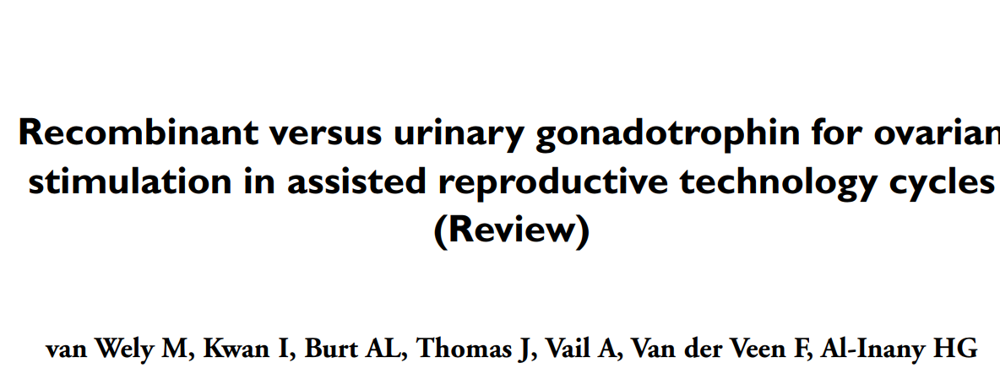 Recombinant versus urinary gonadotrophin for ovarian
stimulation in assisted reproductive technology cycles
(Review)
van Wely M, Kwan I, Burt AL, Thomas J, Vail A, Van der Veen F, Al-Inany HG